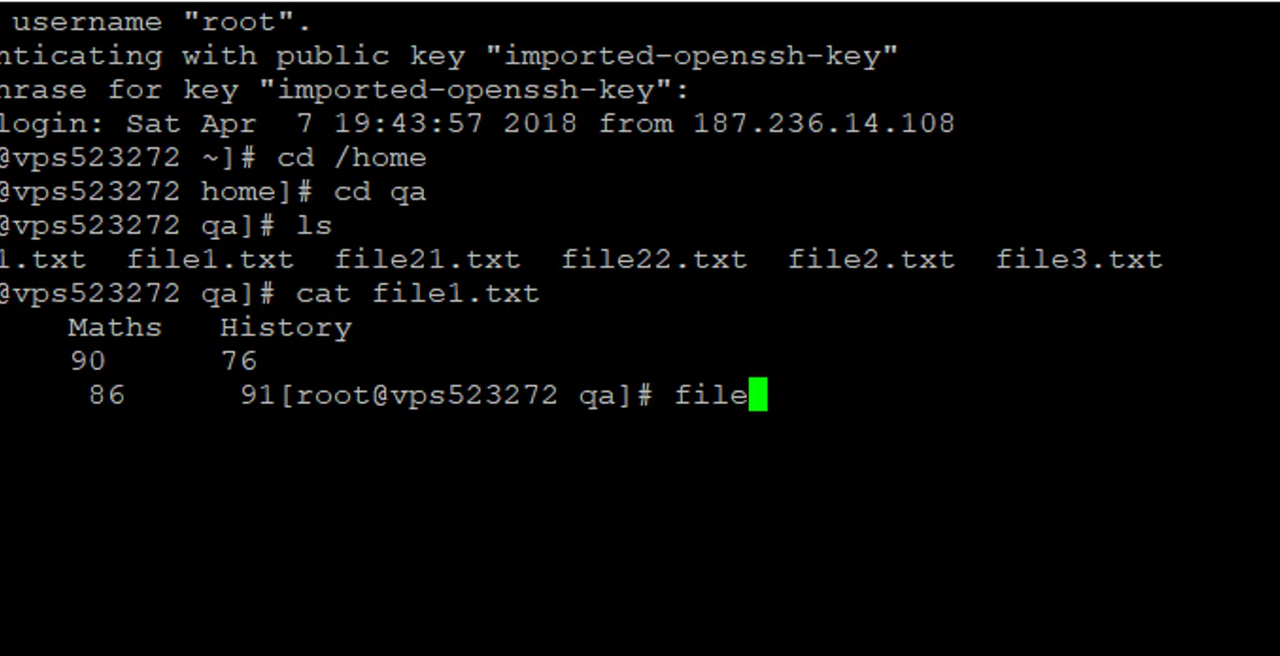 username "root".
nticating with public key "imported-openssh-key"
hrase for key "imported-openssh-key":
login: Sat Apr  7 19:43:57 2018 from 187.236.14.108
@vps523272 ~]# cd /home
@vps523272 home]# cd qa
@vps523272 qa]# ls
1.txt  file1.txt  file21.txt  file22.txt  file2.txt  file3.txt
@vps523272 qa]# cat file1.txt
Maths   History
90      76
86      91[root@vps523272 qa]# file